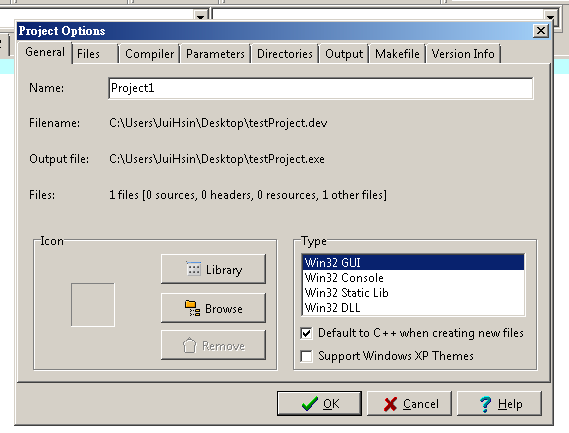 Project Options
General Files Compiler Parameters Directories Output Makefile Version Info
Name: Project1
Filename: C:\Users\JuiHsin\Desktop\testProject.dev
Output file: C:\Users\JuiHsin\Desktop\testProject.exe
Files: 1 files [0 sources, 0 headers, 0 resources, 1 other files]
Icon
Library
Browse
Remove
Type
Win32 GUI
Win32 Console
Win32 Static Lib
Win32 DLL
Default to C++ when creating new files
Support Windows XP Themes
OK Cancel Help